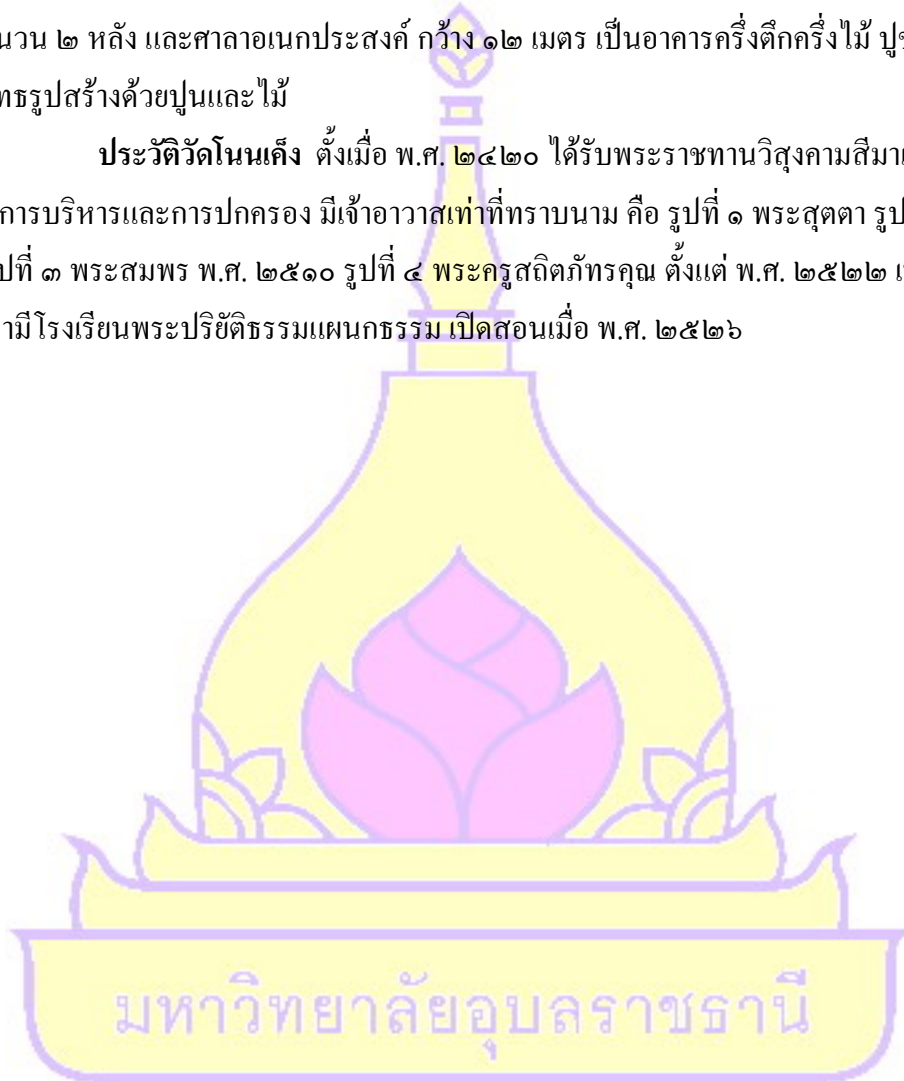 นวน ๒ หลัง และศาลาอเนกประสงค์ กว้าง ๑๒ เมตร เป็นอาคารครึ่งตึกครึ่งไม้
ทธรูปสร้างด้วยปูนและไม้
ประวัติวัดโนนเค็ง ตั้งเมื่อ พ.ศ. ๒๔๒๐ ได้รับพระราชทานวิสุงคามสีมา
การบริหารและการปกครอง มีเจ้าอาวาสเท่าที่ทราบนาม คือ รูปที่ ๑ พระสุตตา รูป
ปที่ ๓ พระสมพร พ.ศ. ๒๕๑๐ รูปที่ ๔ พระครูสถิตภัทรคุณ ตั้งแต่ พ.ศ. ๒๕๒๒
ามีโรงเรียนพระปริยัติธรรมแผนกธรรม เปิดสอนเมื่อ พ.ศ. ๒๕๒๖
มหาวิทยาลัยอุบลราชธานี